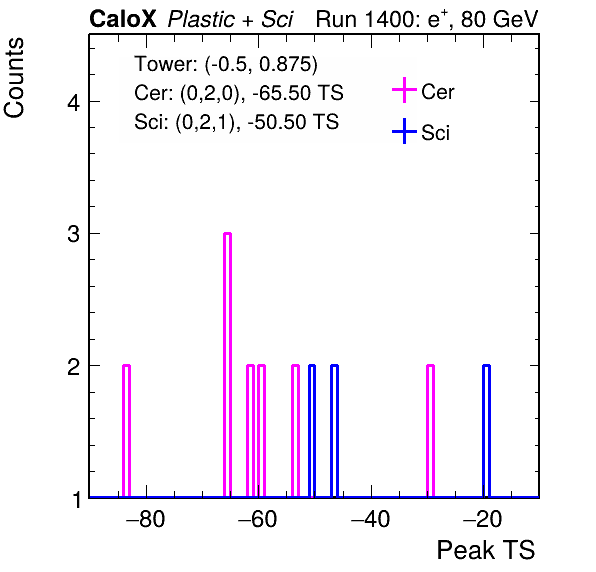 CaloX Plastic + Sci Run 1400: e+, 80 GeV
Counts
Tower: (-0.5, 0.875)
Cer: (0,2,0), -65.50 TS
Sci: (0,2,1), -50.50 TS
Cer
Sci
4
3
2
1
−80 −60 −40 −20
Peak TS